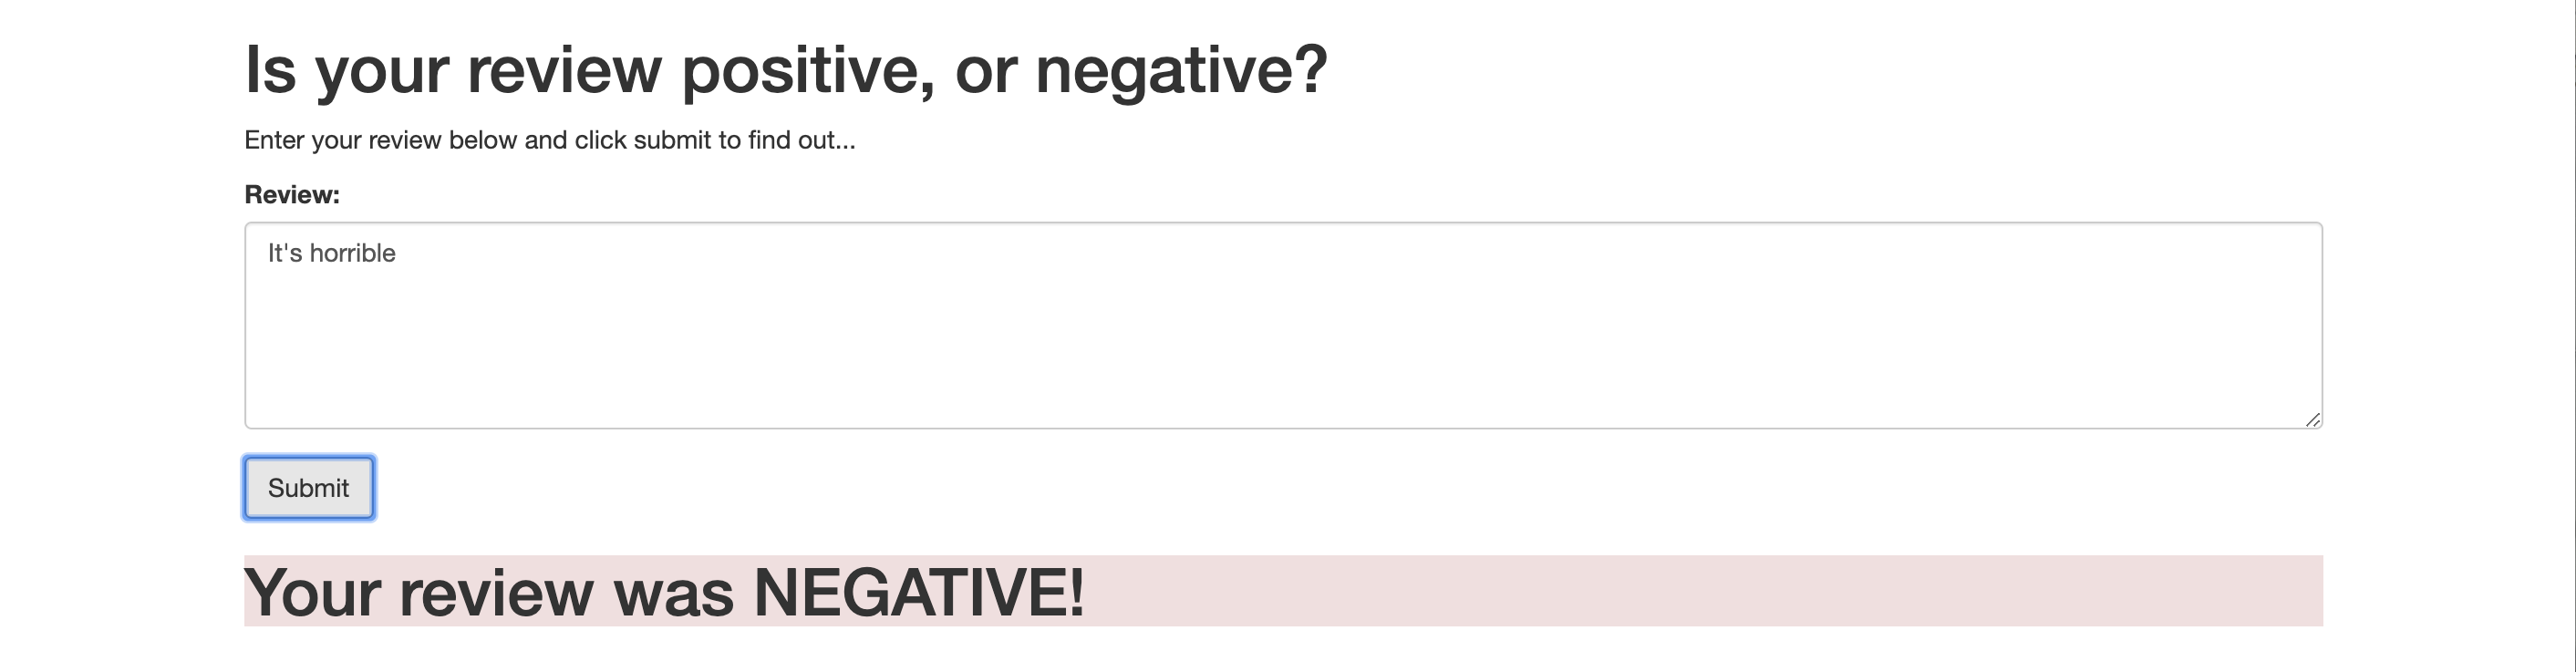 Is your review positive, or negative?
Enter your review below and click submit to find out...
Review:
It's horrible
Submit
Your review was NEGATIVE!